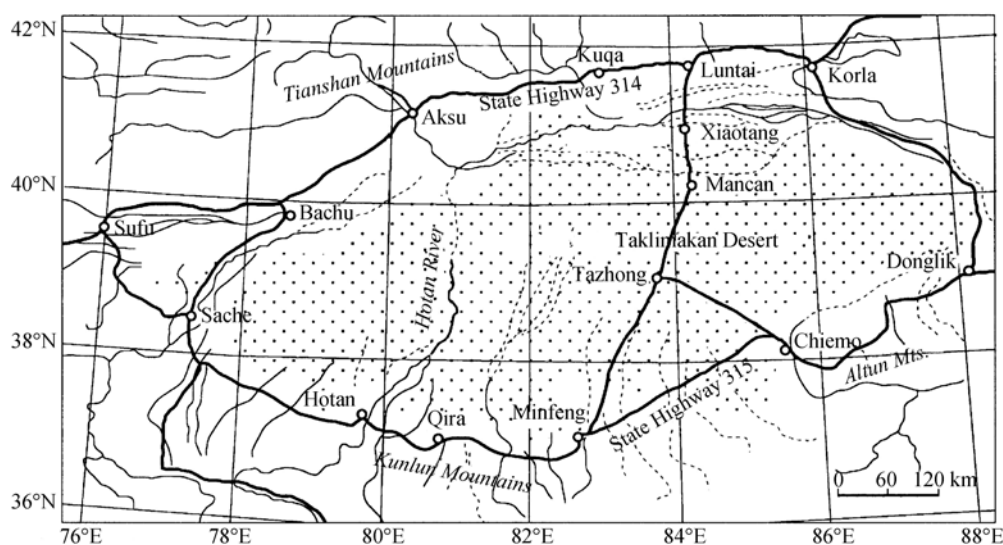 42°N
40°N
38°N
36°N
76°E
78°E
80°E
82°E
84°E
86°E
88°E
Tianshan Mountains
Kuqa
Luntai
Korla
State Highway 314
Aksu
Xiaotang
Mancan
Bachu
Sufu
Taklimakan Desert
Tazhong
Donglik
Hotan River
Sache
Chiemo
Altun Mts.
State Highway 315
Hotan
Qira
Minfeng
Kunlun Mountains
0 60 120 km